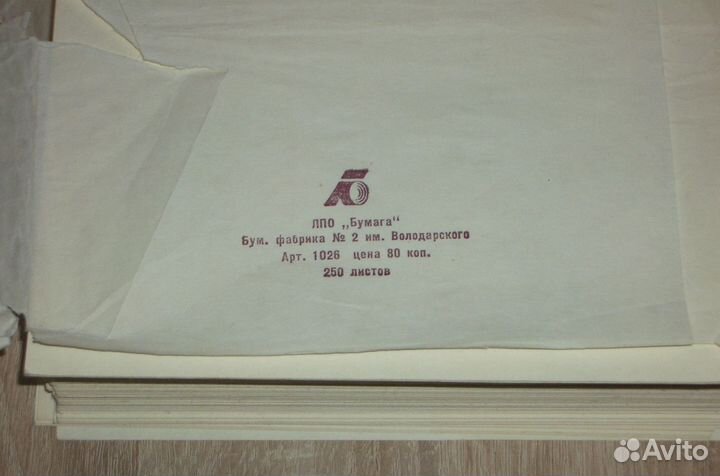 ЛПО „Бумага“
Бум. фабрика № 2 им. Володарского
Арт. 1026 цена 80 коп.
250 листов
Avito